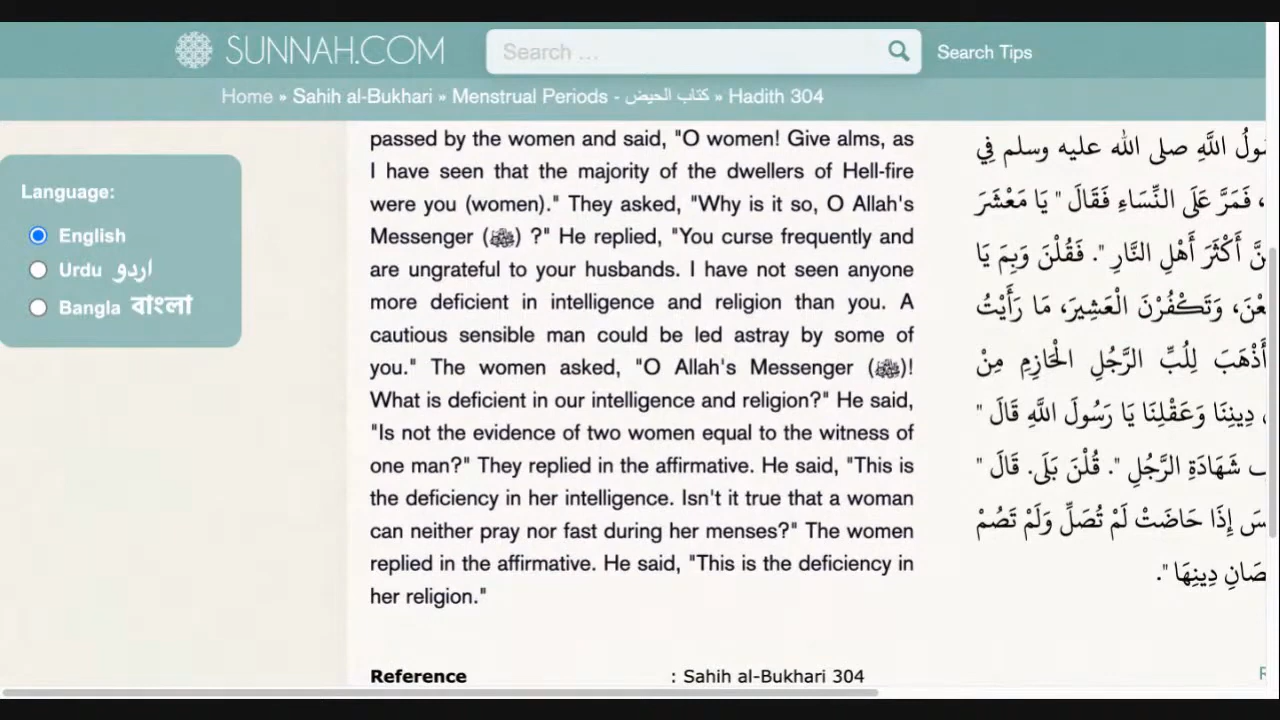 SUNNAH.COM
Search ...
Search Tips
Home » Sahih al-Bukhari » Menstrual Periods - كتاب الحيض » Hadith 304
Language:
English
Urdu اردو
Bangla বাংলা
passed by the women and said, "O women! Give alms, as
I have seen that the majority of the dwellers of Hell-fire
were you (women)." They asked, "Why is it so, O Allah's
Messenger (ﷺ) ?" He replied, "You curse frequently and
are ungrateful to your husbands. I have not seen anyone
more deficient in intelligence and religion than you. A
cautious sensible man could be led astray by some of
you." The women asked, "O Allah's Messenger (ﷺ)!
What is deficient in our intelligence and religion?" He said,
"Is not the evidence of two women equal to the witness of
one man?" They replied in the affirmative. He said, "This is
the deficiency in her intelligence. Isn't it true that a woman
can neither pray nor fast during her menses?" The women
replied in the affirmative. He said, "This is the deficiency in
her religion."
اللَّهِ صلى الله عليه وسلم فِي
فَمَرَّ عَلَى النِّسَاءِ فَقَالَ " يَا مَعْشَرَ
أَكْثَرَ أَهْلِ النَّارِ ". فَقُلْنَ وَبِمَ يَا
وَتَكْفُرْنَ الْعَشِيرَ، مَا رَأَيْتُ
أَذْهَبَ لِلُبِّ الرَّجُلِ الْحَازِمِ مِنْ
دِينِنَا وَعَقْلِنَا يَا رَسُولَ اللَّهِ قَالَ "
شَهَادَةِ الرَّجُلِ ". قُلْنَ بَلَى. قَالَ "
إِذَا حَاضَتْ لَمْ تُصَلِّ وَلَمْ تَصُمْ
دِينِهَا ".
Reference : Sahih al-Bukhari 304